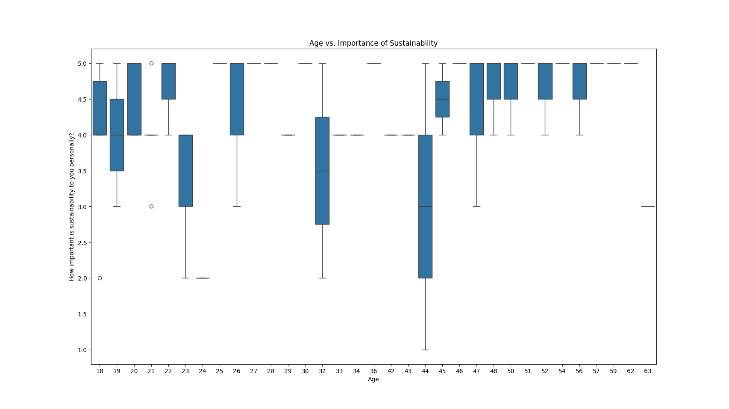 Age vs. Importance of Sustainability
How important is sustainability to you personally?
5.0
4.5
4.0
3.5
3.0
2.5
2.0
1.5
1.0
18 19 20 21 22 23 24 25 26 27 28 29 30 32 33 34 36 42 43 44 45 46 47 48 50 51 52 54 56 57 59 62 63
Age